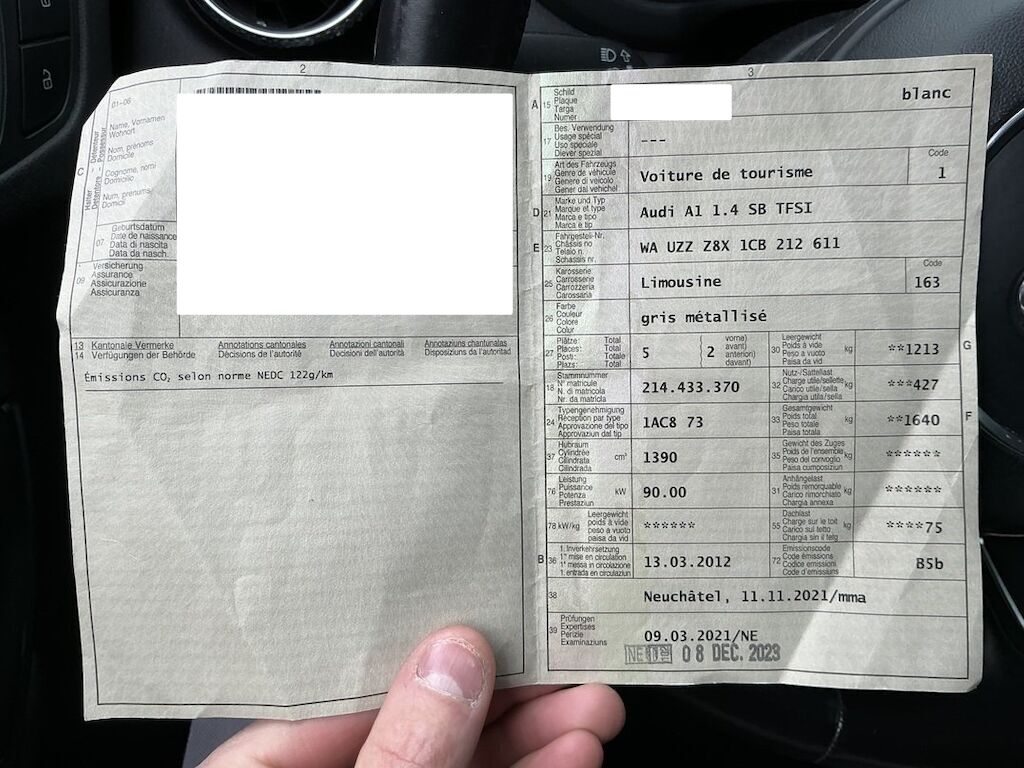 2
01-06
Name, Vornamen
Wohnort
Nom, prénoms
Domicile
Cognome, nomi
Domicilio
Num, prenums
Domicil
C
Halter - Détenteur
Detentore - Possessur
07
Geburtsdatum
Date de naissance
Data di nascita
Data da nasch.
09
Versicherung
Assurance
Assicurazione
Assicuranza
13 Kantonale Vermerke Annotations cantonales Annotazioni cantonali Annotaziuns chantunalas
14 Verfügungen der Behörde Décisions de l'autorité Decisioni dell'autorità Disposiziuns da l'autoritad
Émissions CO₂ selon norme NEDC 122g/km
3
A 15 Schild
Plaque
Targa
Numer
blanc
17 Bes. Verwendung
Usage spécial
Uso speciale
Diever spezial
---
19 Art des Fahrzeugs
Genre de véhicule
Genere di veicolo
Gener dal vehichel
Voiture de tourisme
Code
1
D 21 Marke und Typ
Marque et type
Marca e tipo
Marca e tip
Audi A1 1.4 SB TFSI
E 23 Fahrgestell-Nr.
Châssis no
Telaio n.
Schassis nr.
WA UZZ Z8X 1CB 212 611
25 Karosserie
Carrosserie
Carrozzeria
Carossaria
Limousine
Code
163
26 Farbe
Couleur
Colore
Colur
gris métallisé
27 Plätze: Total
Places: Total
Posti: Totale
Plazs: Total
5
2
vorne)
avant)
anteriori)
davant)
30 Leergewicht
Poids à vide
Peso a vuoto
Paisa da vid
kg
**1213
G
18 Stammnummer
N° matricule
N. di matricola
Nr. da matricla
214.433.370
32 Nutz-/Sattellast
Charge utile/sellette
Carico utile/sella
Chargia utila/sella
kg
***427
24 Typengenehmigung
Réception par type
Approvazione del tipo
Approvaziun dal tip
1AC8 73
33 Gesamtgewicht
Poids total
Peso totale
Paisa totala
kg
**1640
F
37 Hubraum
Cylindrée
Cilindrata
Cilindrada
cm³
1390
35 Gewicht des Zuges
Poids de l'ensemble
Peso del convoglio
Paisa cumposiziun
kg
******
76 Leistung
Puissance
Potenza
Prestaziun
kW
90.00
31 Anhängelast
Poids remorquable
Carico rimorchiato
Chargia annexa
kg
******
78 kW/kg
Leergewicht
poids à vide
peso a vuoto
paisa da vid
******
55 Dachlast
Charge sur le toit
Carico sul tetto
Chargia sin il tetg
kg
****75
B 36 1. Inverkehrsetzung
1re mise en circulation
1a messa in circolazione
1. entrada en circulaziun
13.03.2012
72 Emissionscode
Code émissions
Codice emissioni
Code d'emissiuns
B5b
38
Neuchâtel, 11.11.2021/mma
39 Prüfungen
Expertises
Perizie
Examinaziuns
09.03.2021/NE
NE 08 DEC. 2023